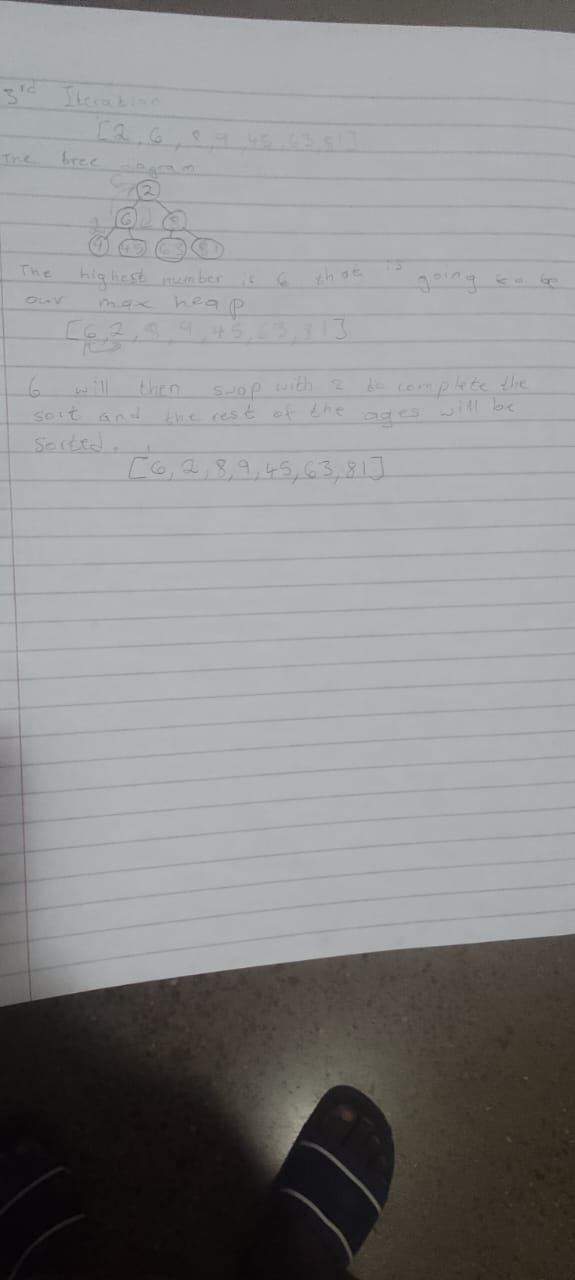 3rd Iteration
[2, 6, 8, 9, 45, 63, 81]
The tree diagram
2
6 8
9 45 63 81
The highest number is 6 that is going to be
our max heap
[6, 2, 8, 9, 45, 63, 81]
6 will then swap with 2 to complete the
sort and the rest of the ages will be
sorted.
[6, 2, 8, 9, 45, 63, 81]